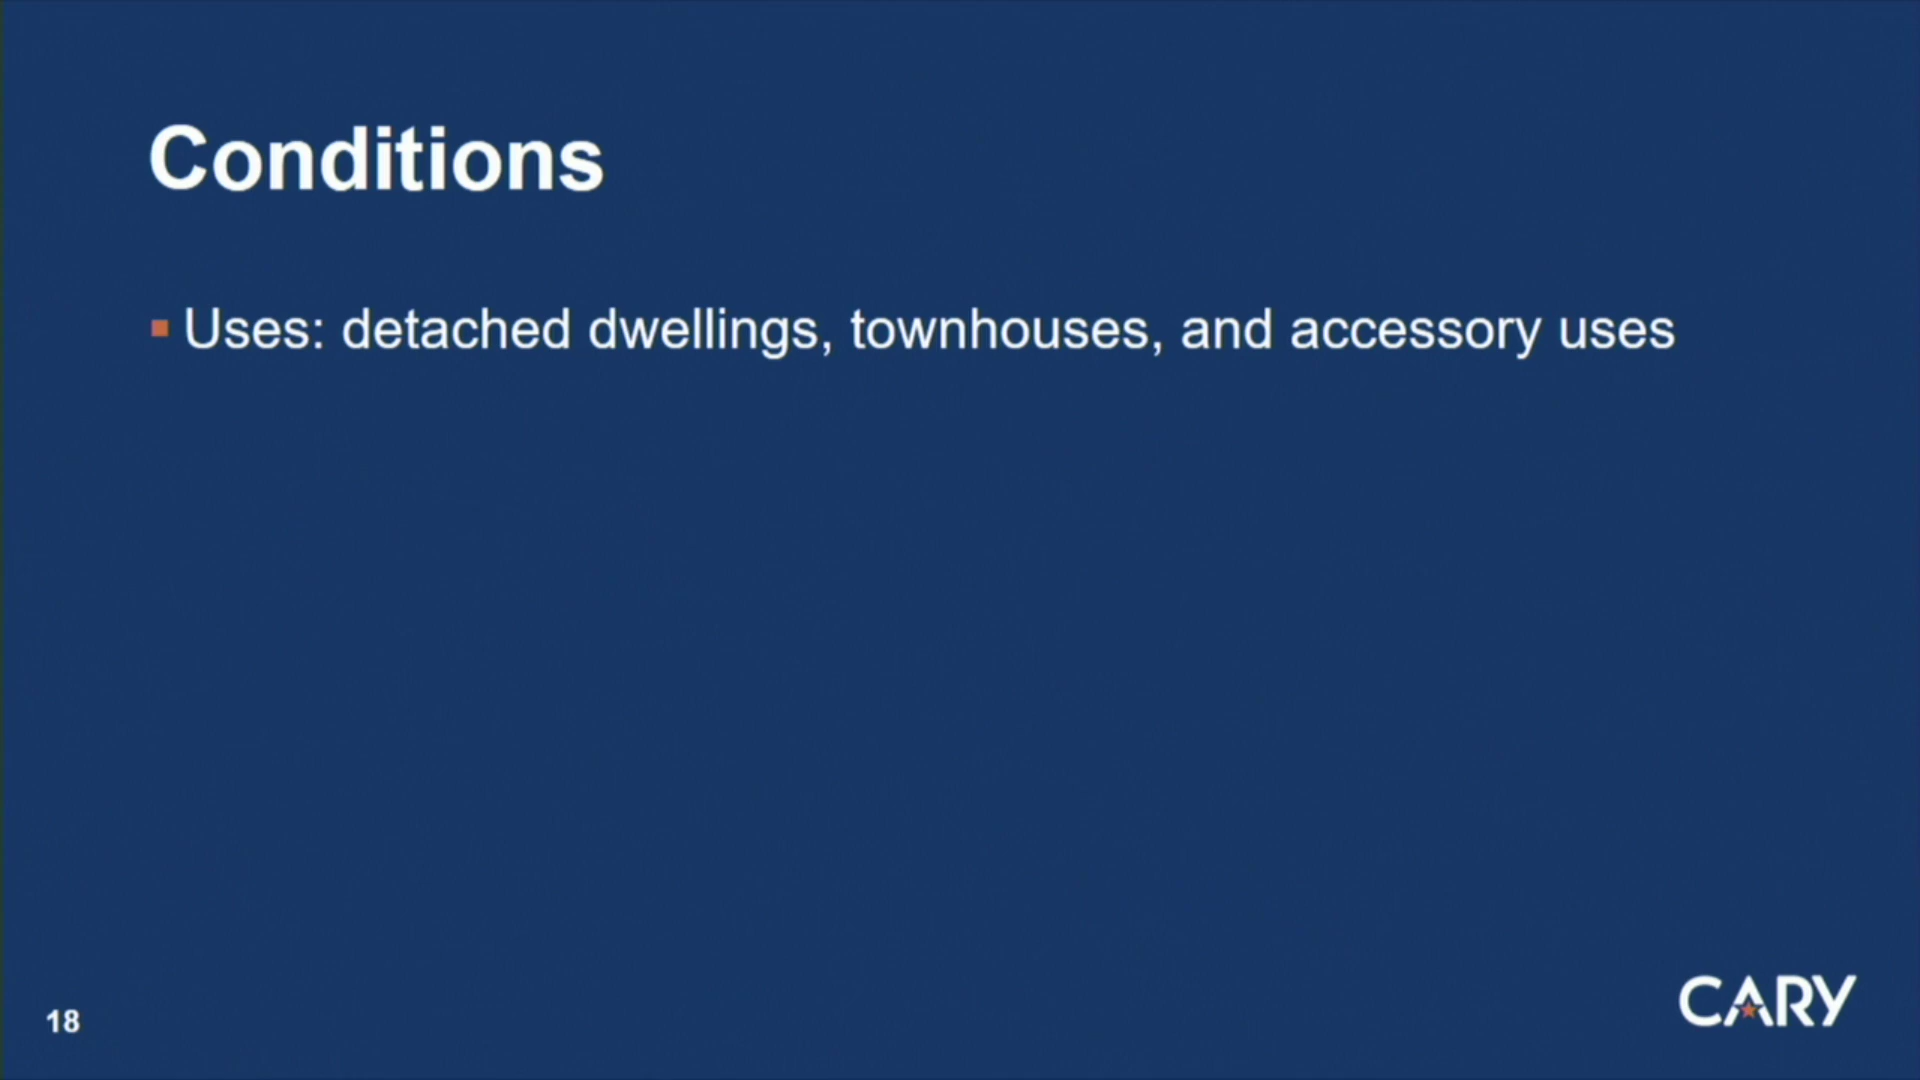 Conditions
Uses: detached dwellings, townhouses, and accessory uses
18
CARY